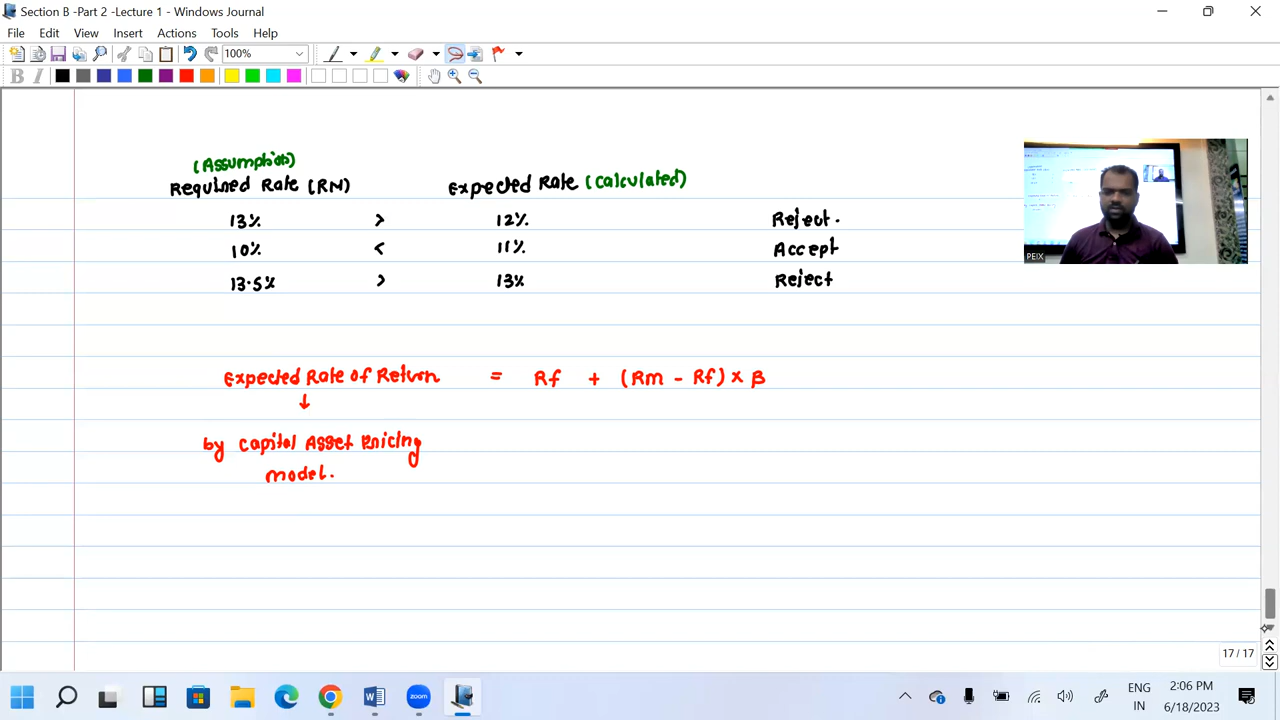 Section B -Part 2 -Lecture 1 - Windows Journal
File Edit View Insert Actions Tools Help
100%
B I
(Assumption)
Required Rate (RN) Expected Rate (Calculated)
13% > 12% Reject.
10% < 11% Accept
13.5% > 13% Reject
PEIX
Expected Rate of Return = Rf + (Rm - Rf) × β
↓
by Capital Asset Pricing
model.
17 / 17
zoom
W
ENG
IN
2:06 PM
6/18/2023